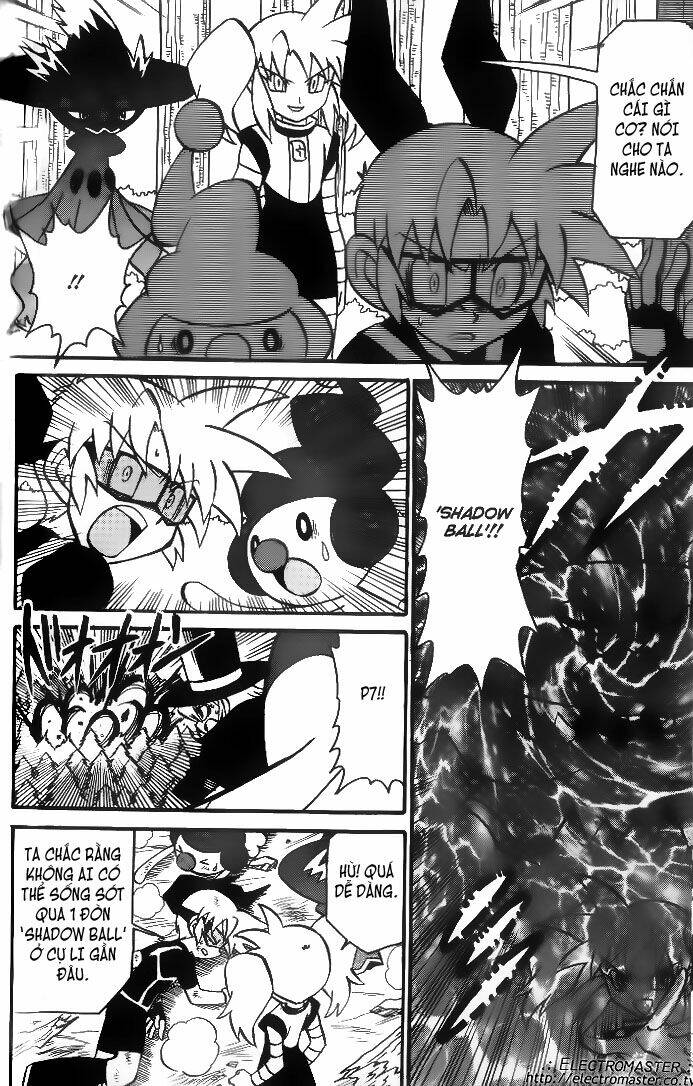 CHẮC CHẮN
CÁI GÌ
CƠ? NÓI
CHO TA
NGHE NÀO.
!!
'SHADOW
BALL'!!
P7!!
HỪ! QUÁ
DỄ DÀNG.
TA CHẮC RẰNG
KHÔNG AI CÓ
THỂ SỐNG SÓT
QUA 1 ĐÒN
'SHADOW BALL'
Ở CỰ LI GẦN
ĐÂU.
: ELECTROMASTER :
http://electromaster.co